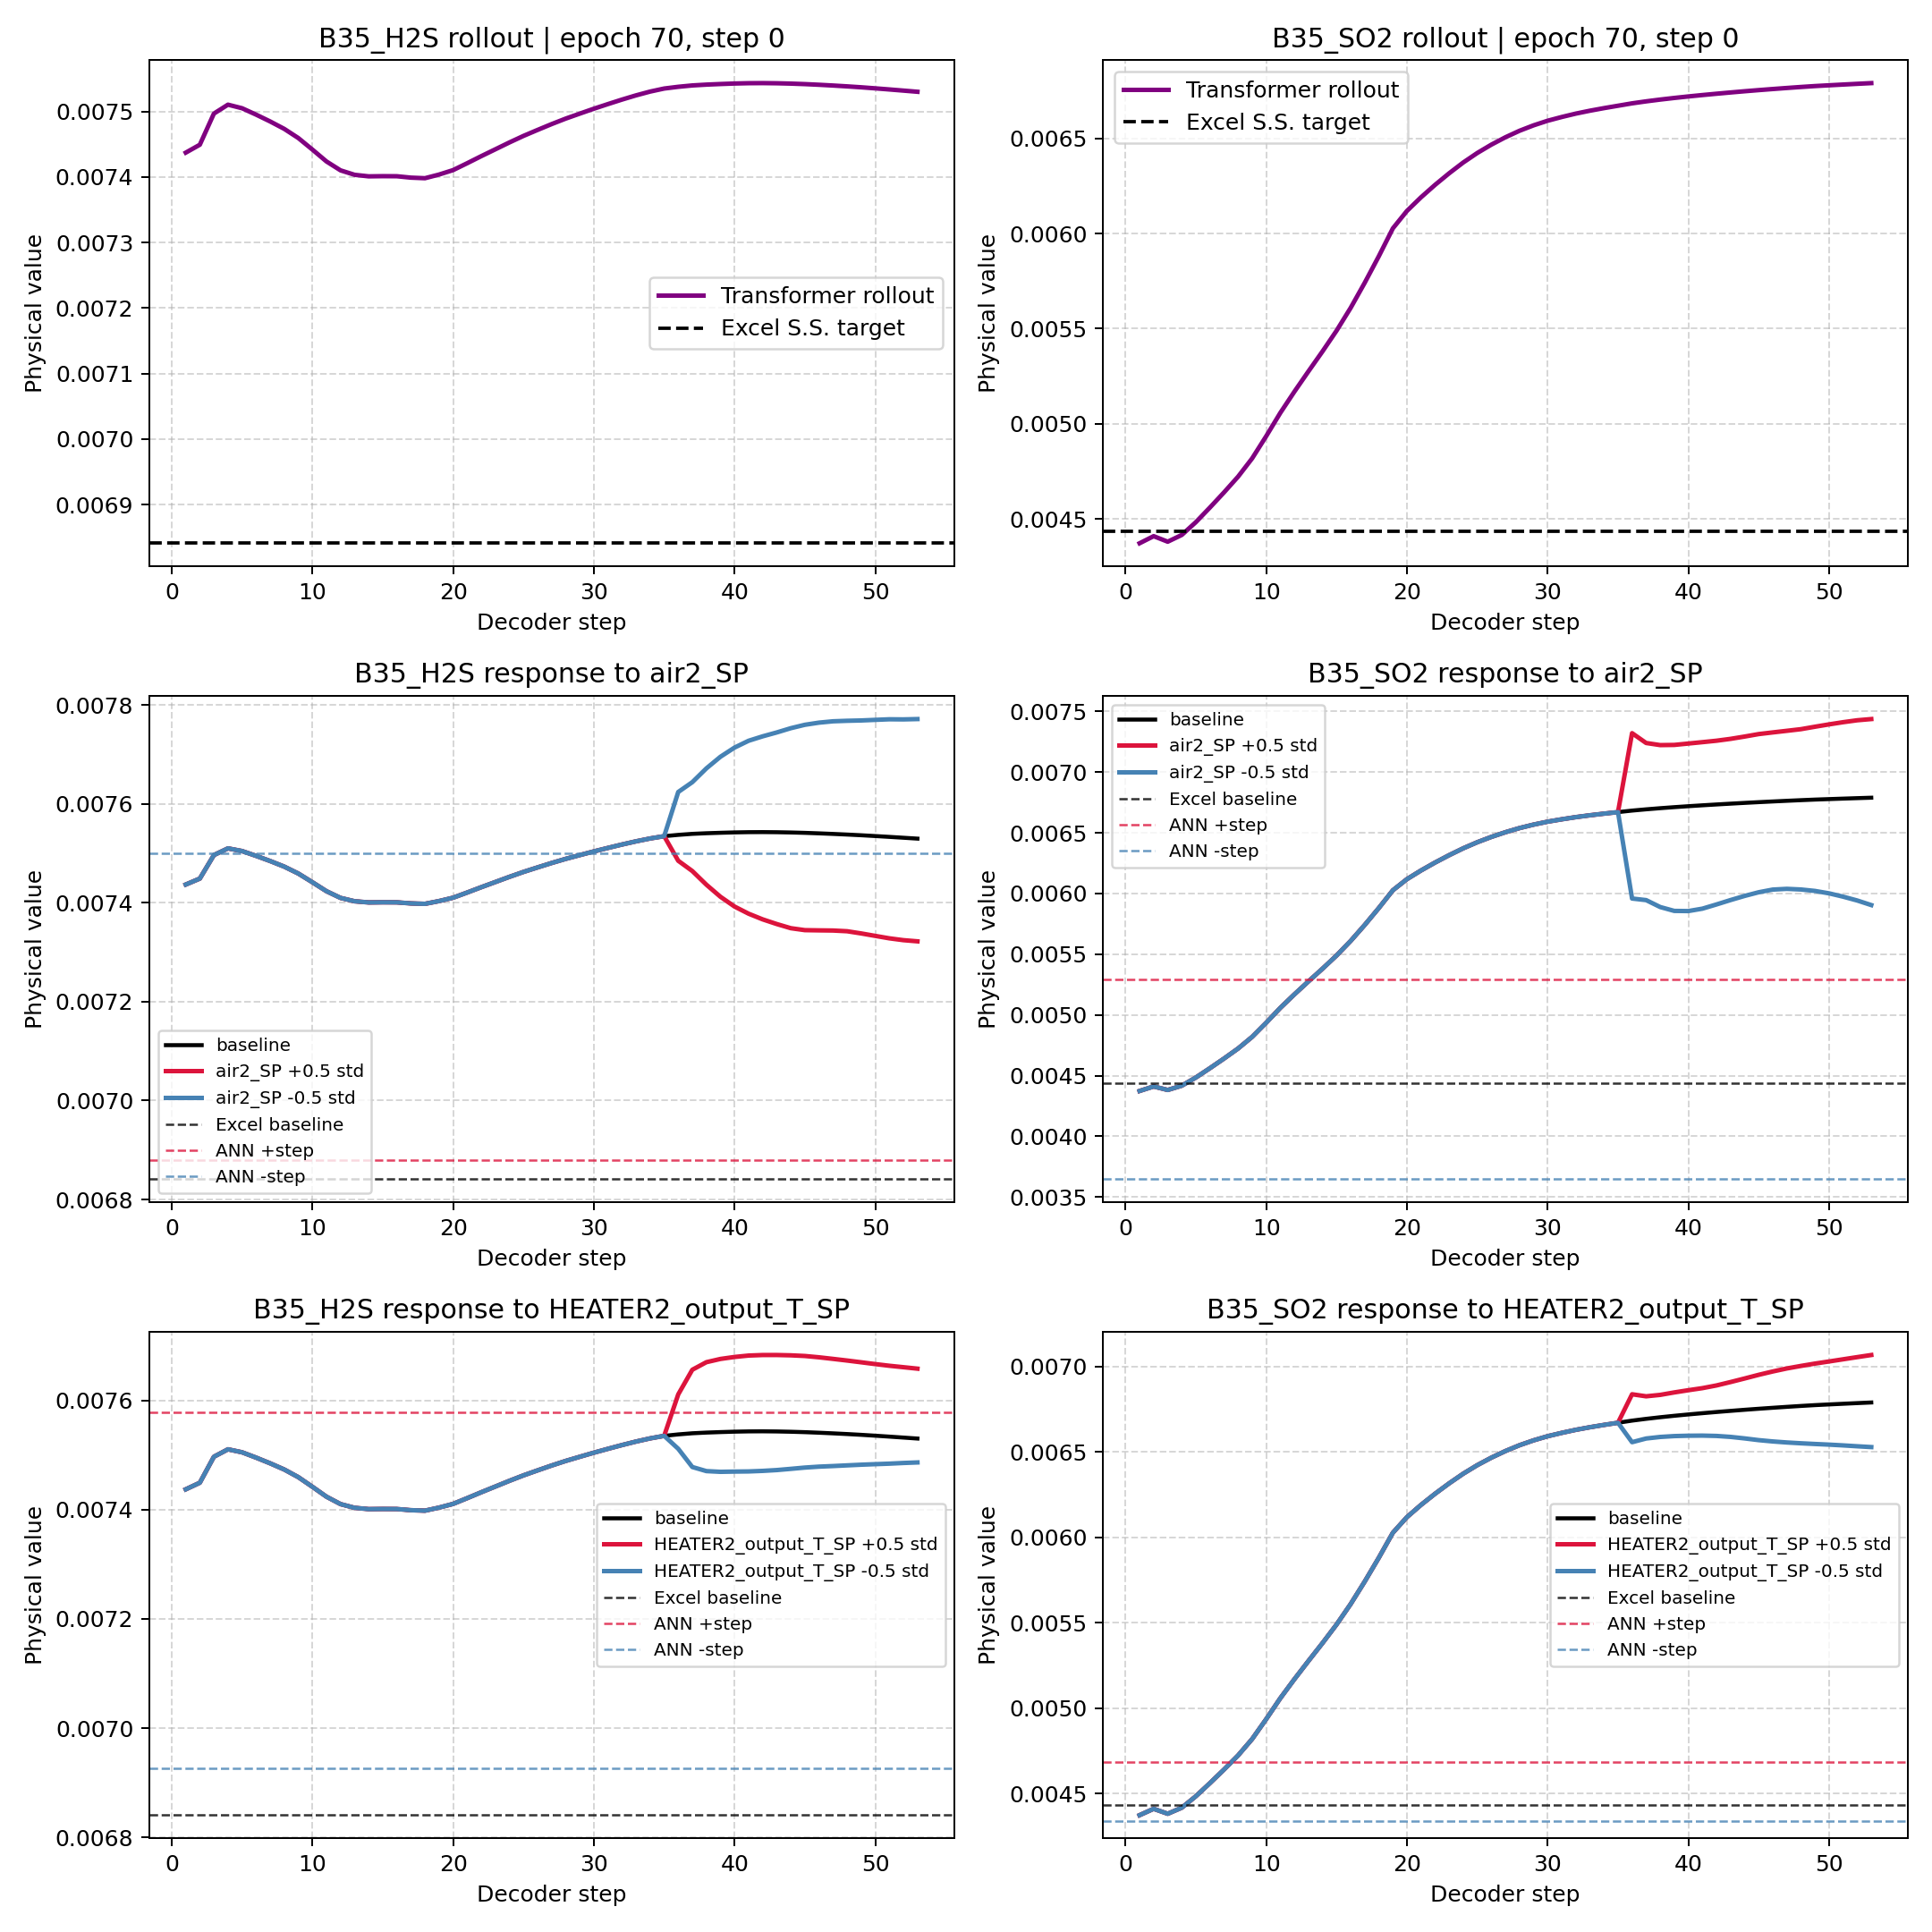 B35_H2S rollout | epoch 70, step 0
Physical value
0.0075
0.0074
0.0073
0.0072
0.0071
0.0070
0.0069
Transformer rollout
Excel S.S. target
0 10 20 30 40 50
Decoder step
B35_SO2 rollout | epoch 70, step 0
Physical value
0.0065
0.0060
0.0055
0.0050
0.0045
Transformer rollout
Excel S.S. target
0 10 20 30 40 50
Decoder step
B35_H2S response to air2_SP
Physical value
0.0078
0.0076
0.0074
0.0072
0.0070
0.0068
baseline
air2_SP +0.5 std
air2_SP -0.5 std
Excel baseline
ANN +step
ANN -step
0 10 20 30 40 50
Decoder step
B35_SO2 response to air2_SP
Physical value
0.0075
0.0070
0.0065
0.0060
0.0055
0.0050
0.0045
0.0040
0.0035
baseline
air2_SP +0.5 std
air2_SP -0.5 std
Excel baseline
ANN +step
ANN -step
0 10 20 30 40 50
Decoder step
B35_H2S response to HEATER2_output_T_SP
Physical value
0.0076
0.0074
0.0072
0.0070
0.0068
baseline
HEATER2_output_T_SP +0.5 std
HEATER2_output_T_SP -0.5 std
Excel baseline
ANN +step
ANN -step
0 10 20 30 40 50
Decoder step
B35_SO2 response to HEATER2_output_T_SP
Physical value
0.0070
0.0065
0.0060
0.0055
0.0050
0.0045
baseline
HEATER2_output_T_SP +0.5 std
HEATER2_output_T_SP -0.5 std
Excel baseline
ANN +step
ANN -step
0 10 20 30 40 50
Decoder step